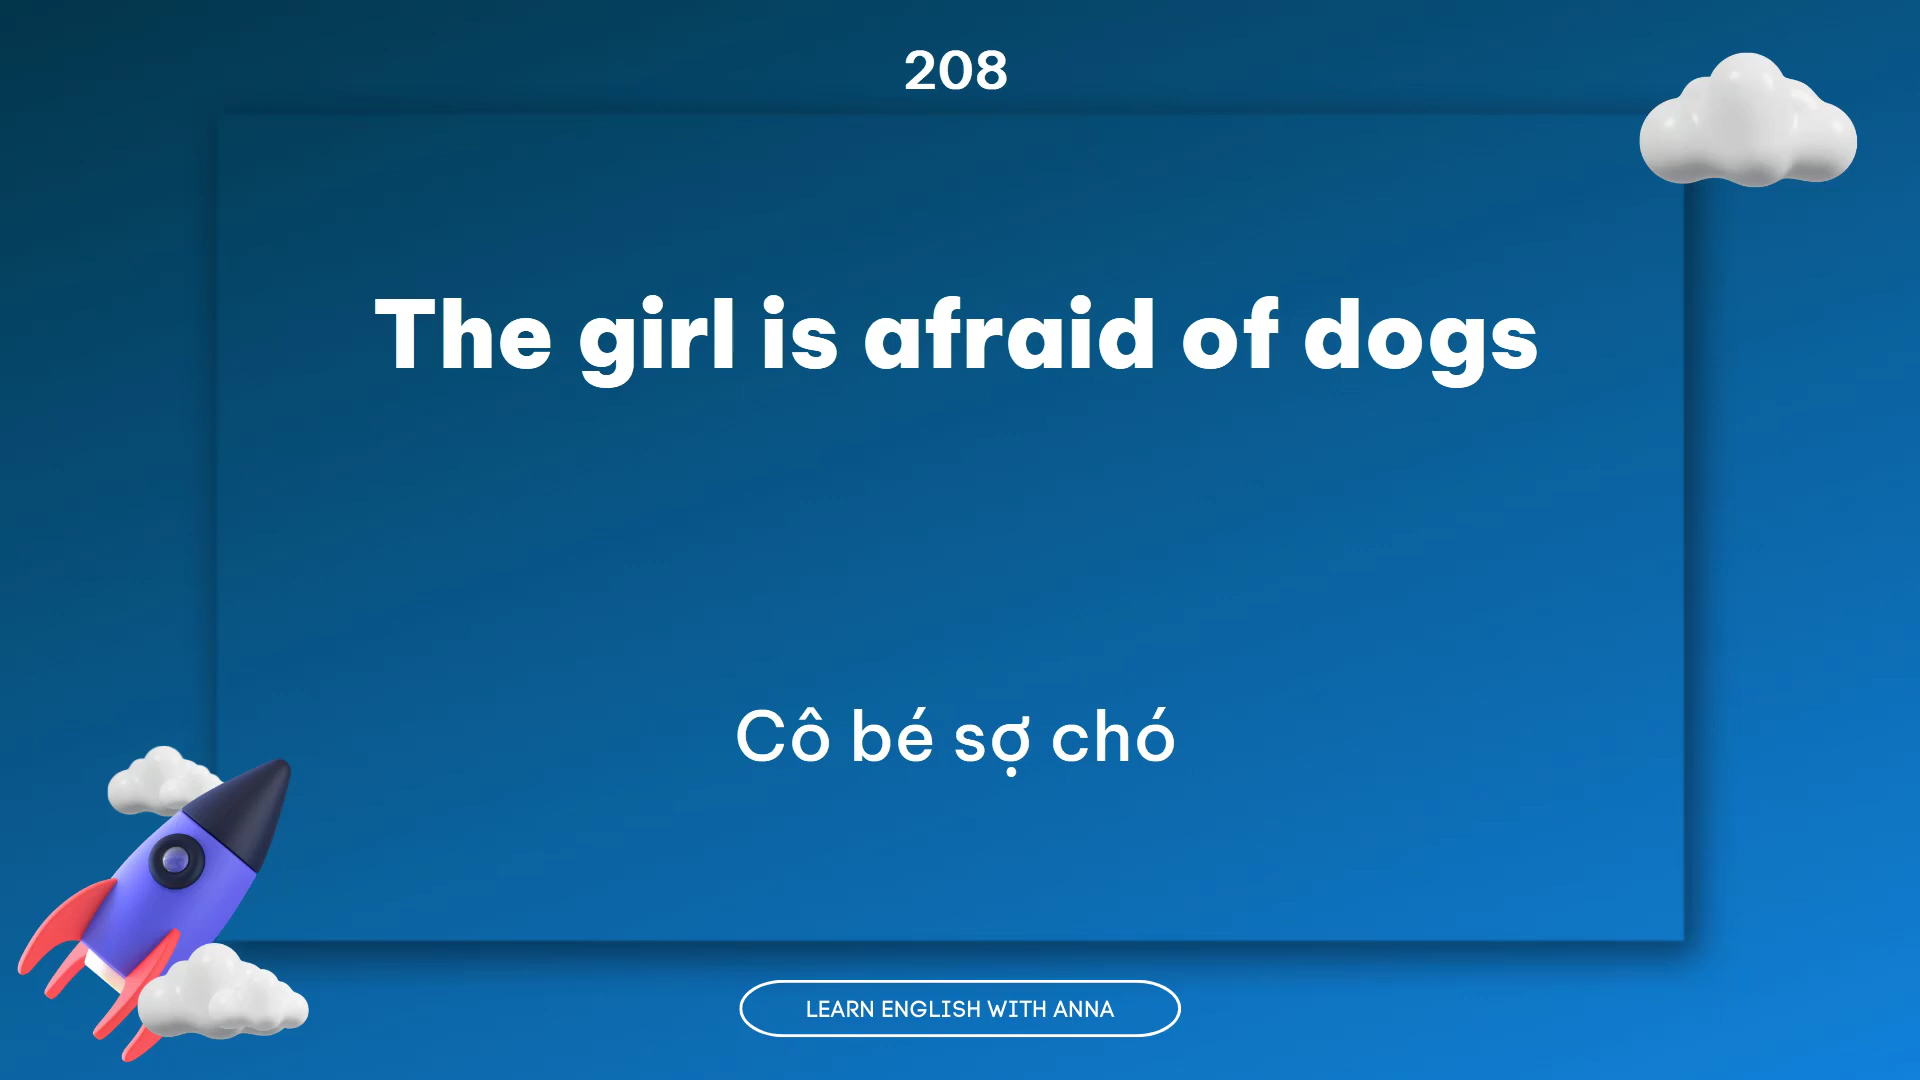 208
The girl is afraid of dogs
Cô bé sợ chó
LEARN ENGLISH WITH ANNA